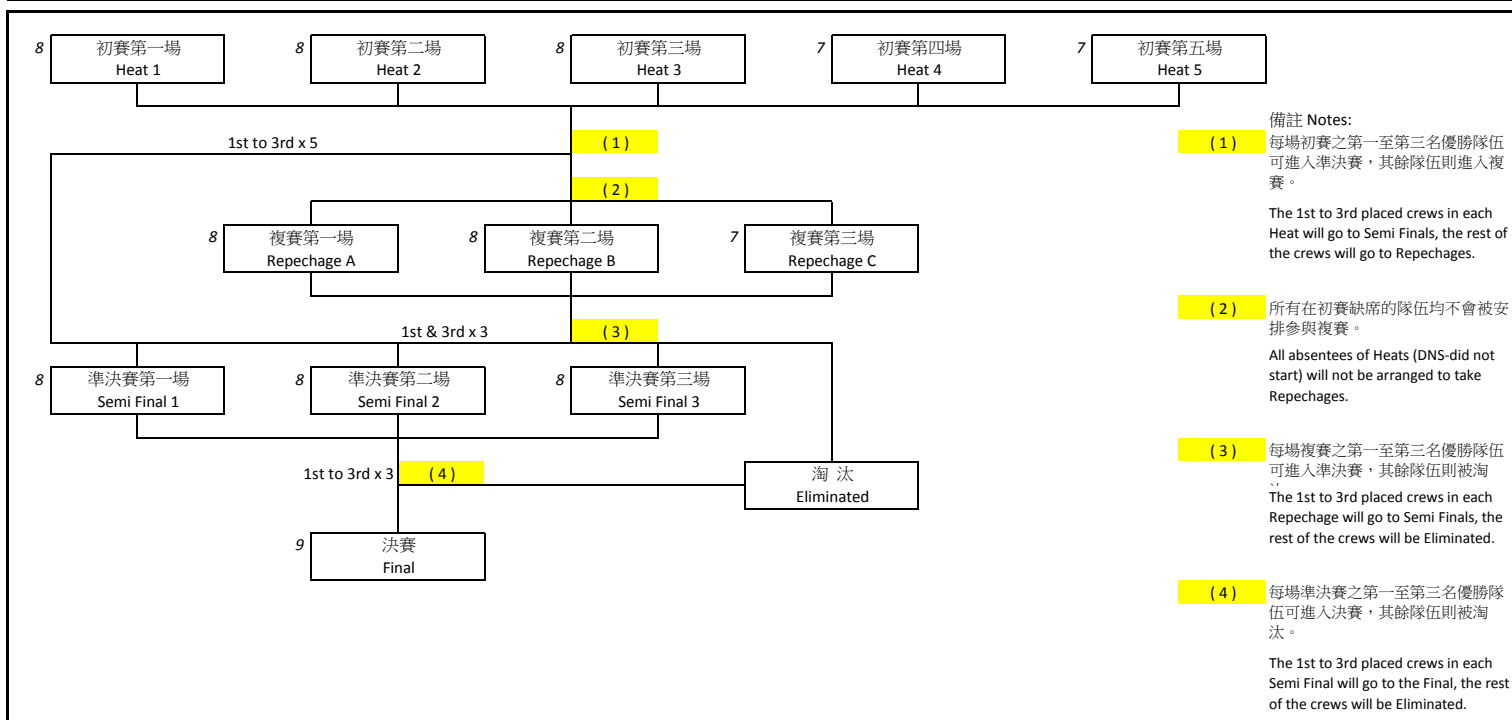 8 初賽第一場 8 初賽第二場 8 初賽第三場 7 初賽第四場 7 初賽第五場
Heat 1 Heat 2 Heat 3 Heat 4 Heat 5
備註 Notes:
1st to 3rd x 5 ( 1 )
( 1 ) 每場初賽之第一至第三名優勝隊伍
可進入準決賽，其餘隊伍則進入複
賽。
The 1st to 3rd placed crews in each
Heat will go to Semi Finals, the rest of
the crews will go to Repechages.
( 2 )
8 複賽第一場 8 複賽第二場 7 複賽第三場
Repechage A Repechage B Repechage C
( 2 ) 所有在初賽缺席的隊伍均不會被安
排參與複賽。
All absentees of Heats (DNS-did not
start) will not be arranged to take
Repechages.
1st & 3rd x 3 ( 3 )
8 準決賽第一場 8 準決賽第二場 8 準決賽第三場
Semi Final 1 Semi Final 2 Semi Final 3
( 3 ) 每場複賽之第一至第三名優勝隊伍
可進入準決賽，其餘隊伍則被淘
The 1st to 3rd placed crews in each
Repechage will go to Semi Finals, the
rest of the crews will be Eliminated.
1st to 3rd x 3 ( 4 )
淘 汰
Eliminated
9 決賽
Final
( 4 ) 每場準決賽之第一至第三名優勝隊
伍可進入決賽，其餘隊伍則被淘
汰。
The 1st to 3rd placed crews in each
Semi Final will go to the Final, the rest
of the crews will be Eliminated.